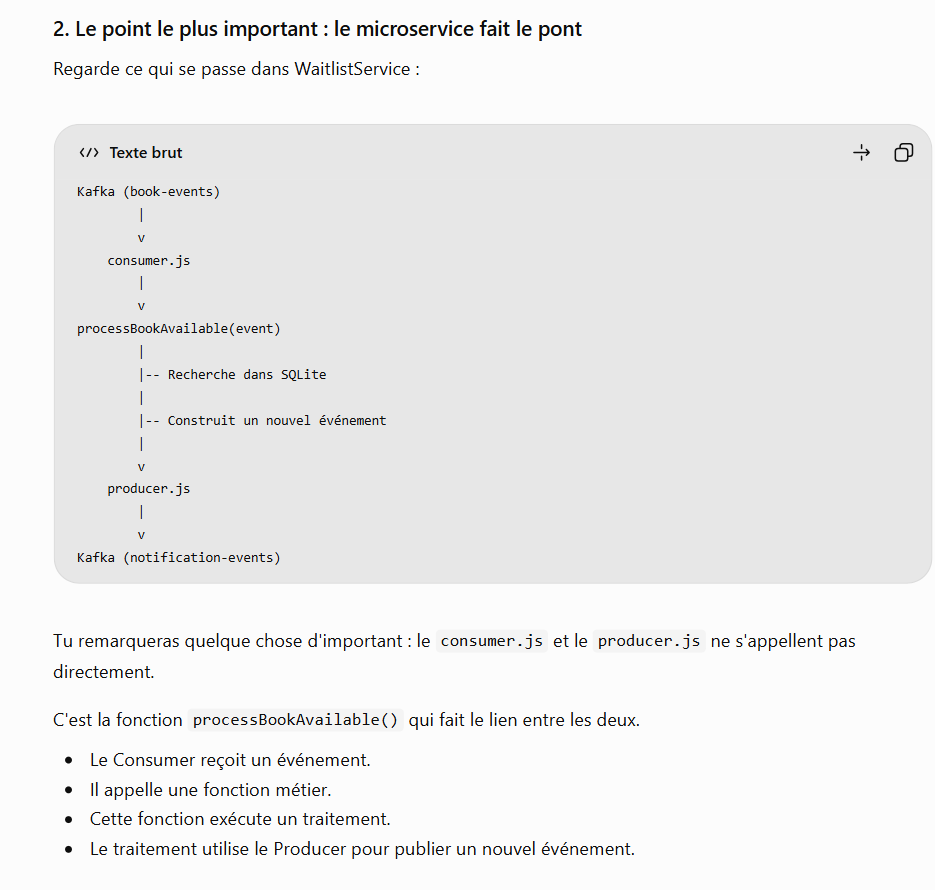 2. Le point le plus important : le microservice fait le pont
Regarde ce qui se passe dans WaitlistService :
</> Texte brut
Kafka (book-events)
|
v
consumer.js
|
v
processBookAvailable(event)
|
|-- Recherche dans SQLite
|
|-- Construit un nouvel événement
|
v
producer.js
|
v
Kafka (notification-events)
Tu remarqueras quelque chose d'important : le consumer.js et le producer.js ne s'appellent pas
directement.
C'est la fonction processBookAvailable() qui fait le lien entre les deux.
• Le Consumer reçoit un événement.
• Il appelle une fonction métier.
• Cette fonction exécute un traitement.
• Le traitement utilise le Producer pour publier un nouvel événement.